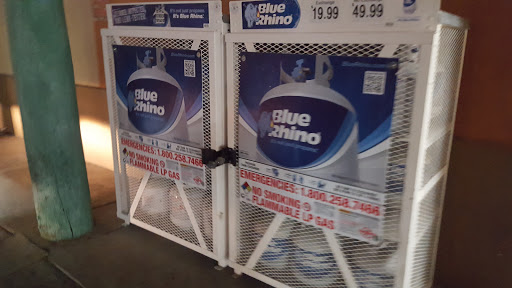 Blue
Rhino
19.99
49.99
It's Blue Rhino.
Blue
Rhino
EMERGENCIES: 1.800.258.7466
NO SMOKING
FLAMMABLE LP GAS
Blue
Rhino
EMERGENCIES: 1.800.258.7466
NO SMOKING
FLAMMABLE LP GAS